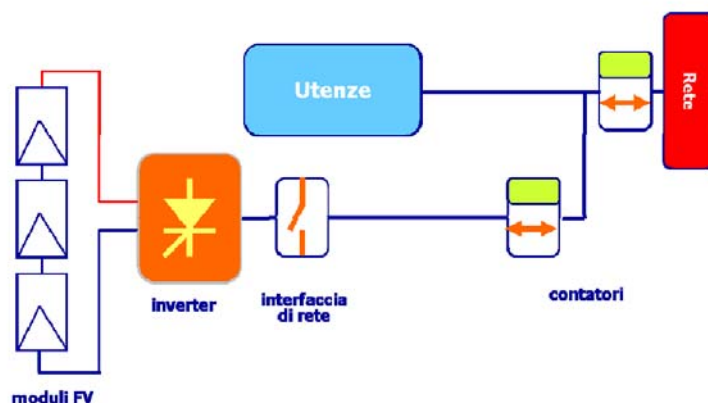 Utenze
Rete
inverter
interfaccia
di rete
contatori
moduli FV